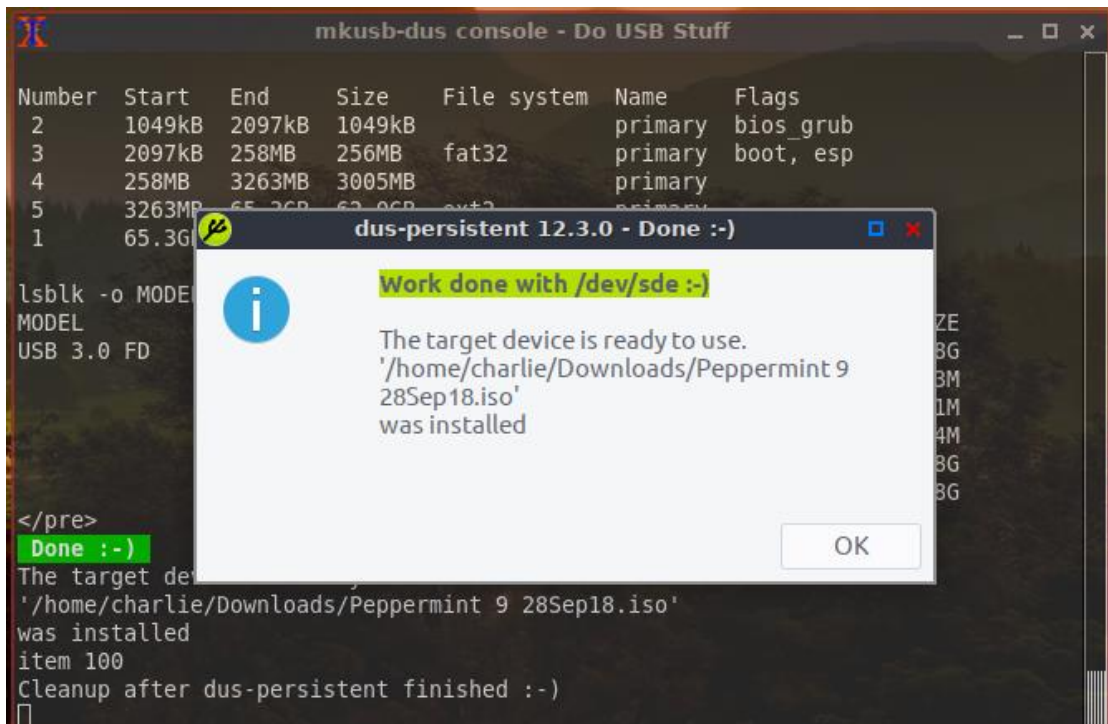 mkusb-dus console - Do USB Stuff
Number Start End Size File system Name Flags
2 1049kB 2097kB 1049kB primary bios_grub
3 2097kB 258MB 256MB fat32 primary boot, esp
4 258MB 3263MB 3005MB primary
5 3263MB primary
1 65.3G
lsblk -o MODE
MODEL ZE
USB 3.0 FD 8G
3M
1M
4M
8G
8G
</pre>
Done :-)
The target de
'/home/charlie/Downloads/Peppermint 9 28Sep18.iso'
was installed
item 100
Cleanup after dus-persistent finished :-)
dus-persistent 12.3.0 - Done :-)
Work done with /dev/sde :-)
The target device is ready to use.
'/home/charlie/Downloads/Peppermint 9
28Sep18.iso'
was installed
OK